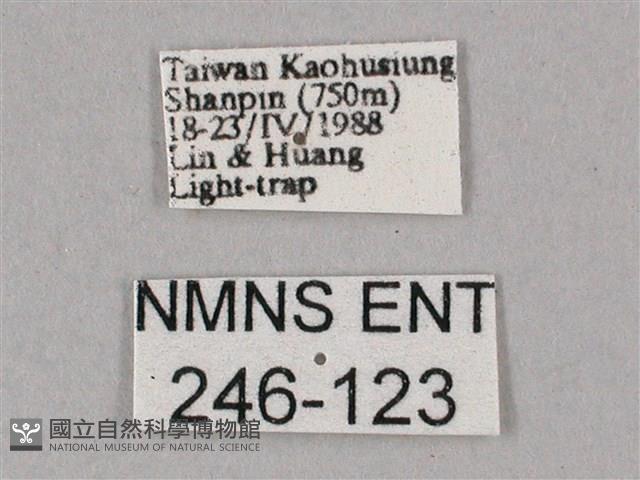 Taiwan Kaohusiung
Shanpin (750m)
18-23/IV/1988
Lin & Huang
Light-trap
NMNS ENT
246-123
國立自然科學博物館
NATIONAL MUSEUM OF NATURAL SCIENCE